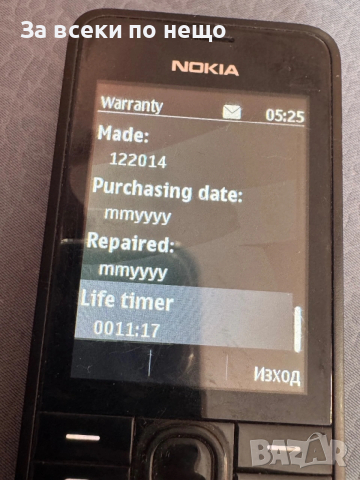 За всеки по нещо
NOKIA
Warranty 05:25
Made:
122014
Purchasing date:
mmyyyy
Repaired:
mmyyyy
Life timer
0011:17
Изход
BAZAR